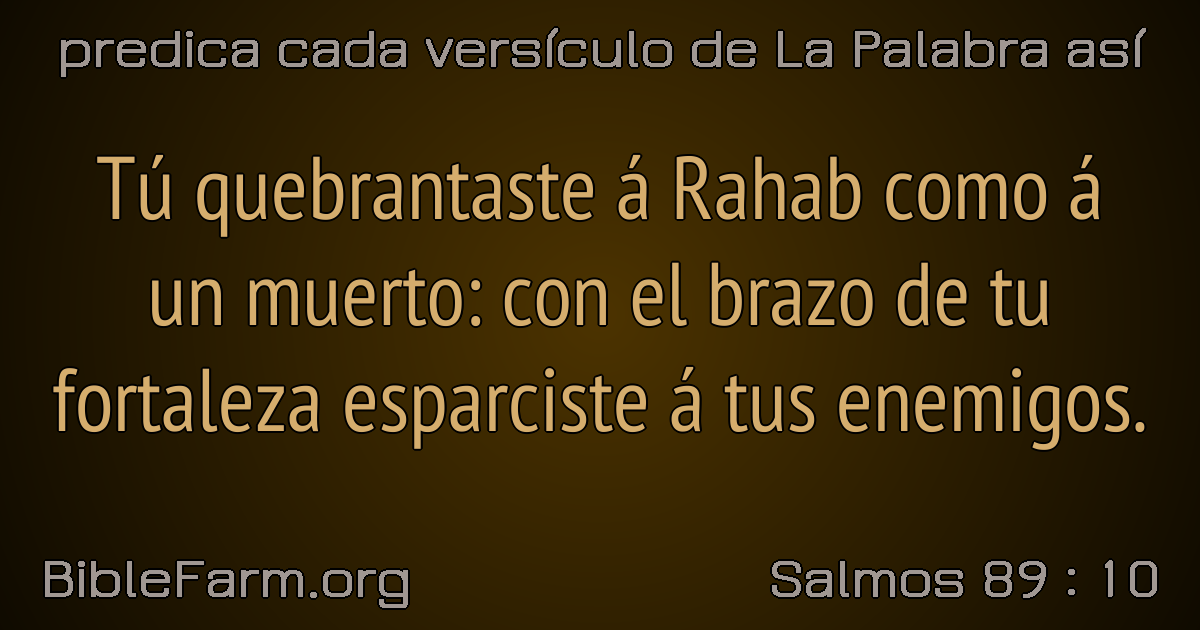 predica cada versículo de La Palabra así
Tú quebrantaste á Rahab como á
un muerto: con el brazo de tu
fortaleza esparciste á tus enemigos.
BibleFarm.org
Salmos 89 : 10